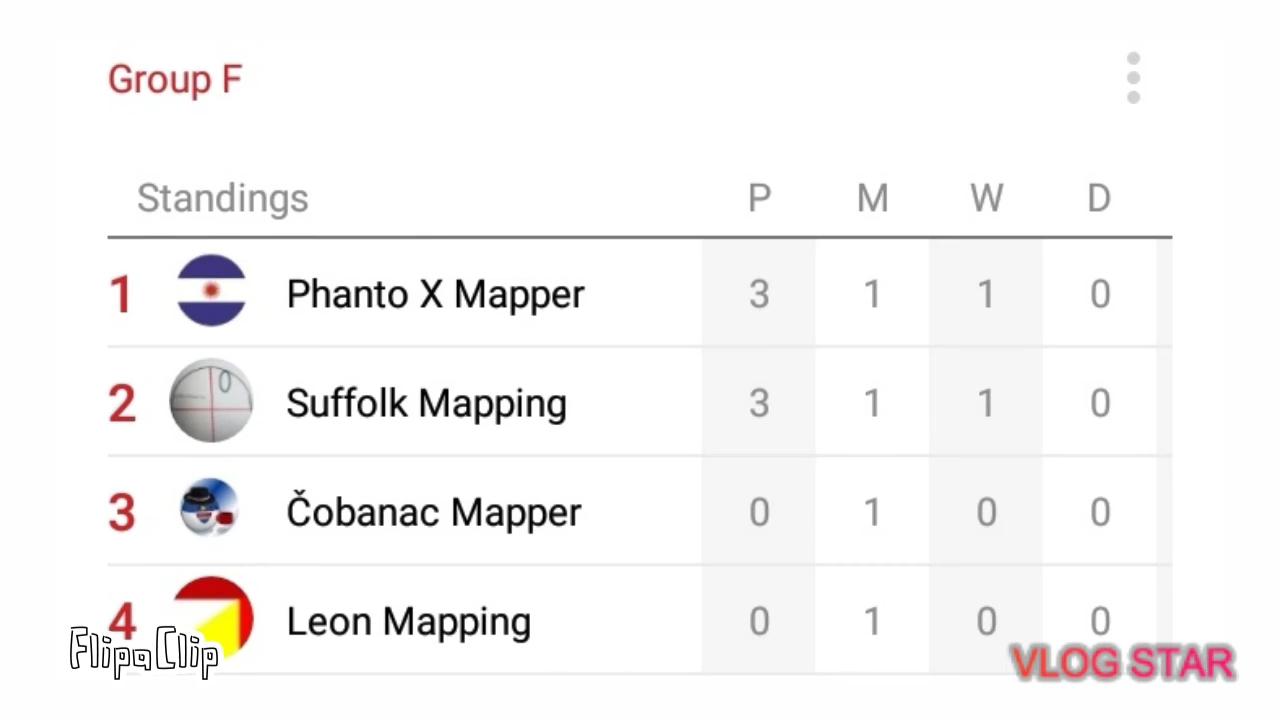 Group F
Standings P M W D
1 Phanto X Mapper 3 1 1 0
2 Suffolk Mapping 3 1 1 0
3 Čobanac Mapper 0 1 0 0
4 Leon Mapping 0 1 0 0
FlipaClip
VLOG STAR